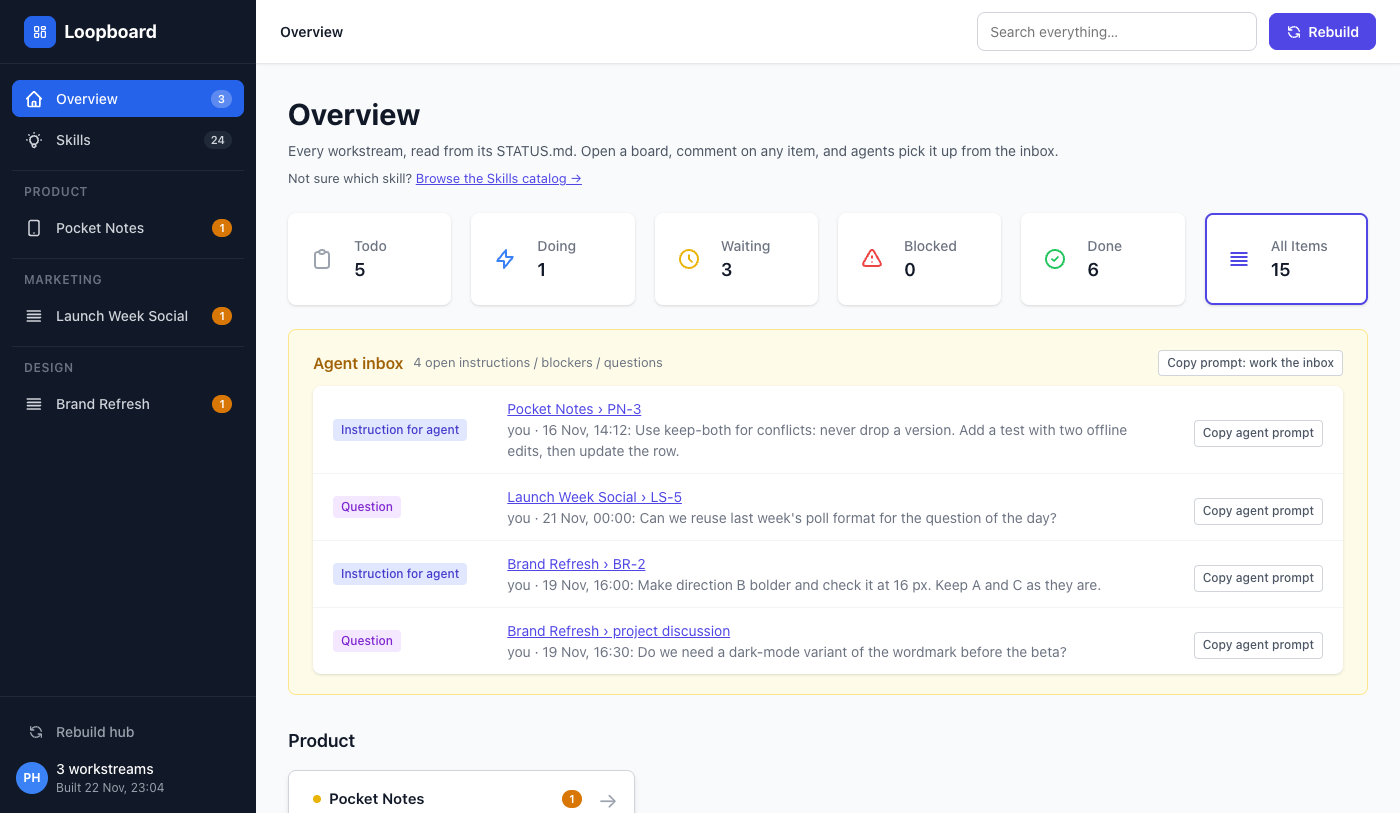 Loopboard
Overview 3
Skills 24
PRODUCT
Pocket Notes 1
MARKETING
Launch Week Social 1
DESIGN
Brand Refresh 1
Rebuild hub
PH
3 workstreams
Built 22 Nov, 23:04
Overview
Search everything...
Rebuild
Overview
Every workstream, read from its STATUS.md. Open a board, comment on any item, and agents pick it up from the inbox.
Not sure which skill? Browse the Skills catalog →
Todo
5
Doing
1
Waiting
3
Blocked
0
Done
6
All Items
15
Agent inbox 4 open instructions / blockers / questions
Copy prompt: work the inbox
Instruction for agent
Pocket Notes › PN-3
you · 16 Nov, 14:12: Use keep-both for conflicts: never drop a version. Add a test with two offline
edits, then update the row.
Copy agent prompt
Question
Launch Week Social › LS-5
you · 21 Nov, 00:00: Can we reuse last week's poll format for the question of the day?
Copy agent prompt
Instruction for agent
Brand Refresh › BR-2
you · 19 Nov, 16:00: Make direction B bolder and check it at 16 px. Keep A and C as they are.
Copy agent prompt
Question
Brand Refresh › project discussion
you · 19 Nov, 16:30: Do we need a dark-mode variant of the wordmark before the beta?
Copy agent prompt
Product
Pocket Notes 1 →